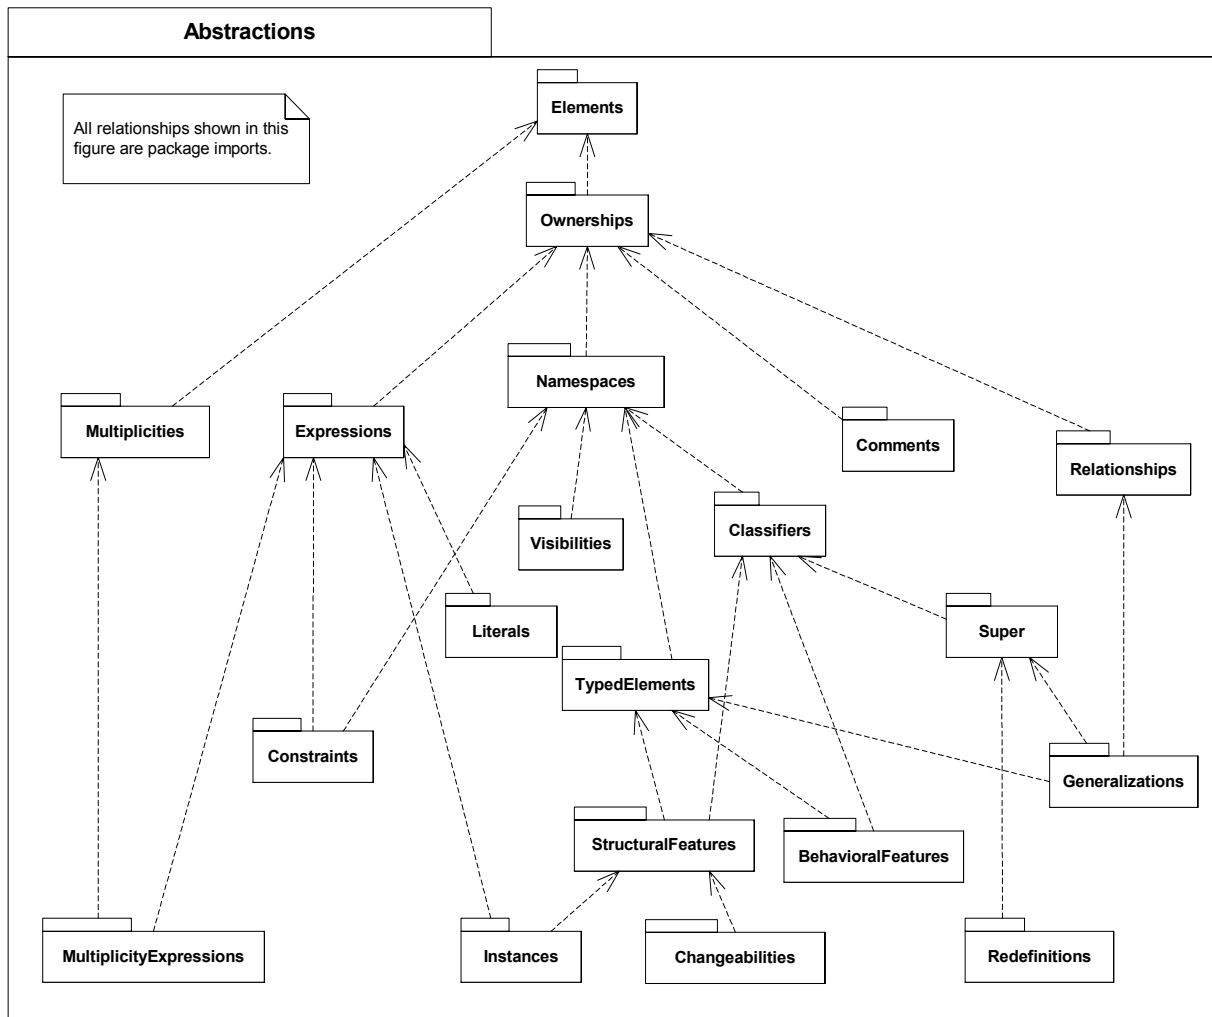 Abstractions
All relationships shown in this
figure are package imports.
Elements
Ownerships
Namespaces
Multiplicities
Expressions
Comments
Relationships
Visibilities
Classifiers
Literals
Super
TypedElements
Constraints
Generalizations
StructuralFeatures
BehavioralFeatures
MultiplicityExpressions
Instances
Changeabilities
Redefinitions